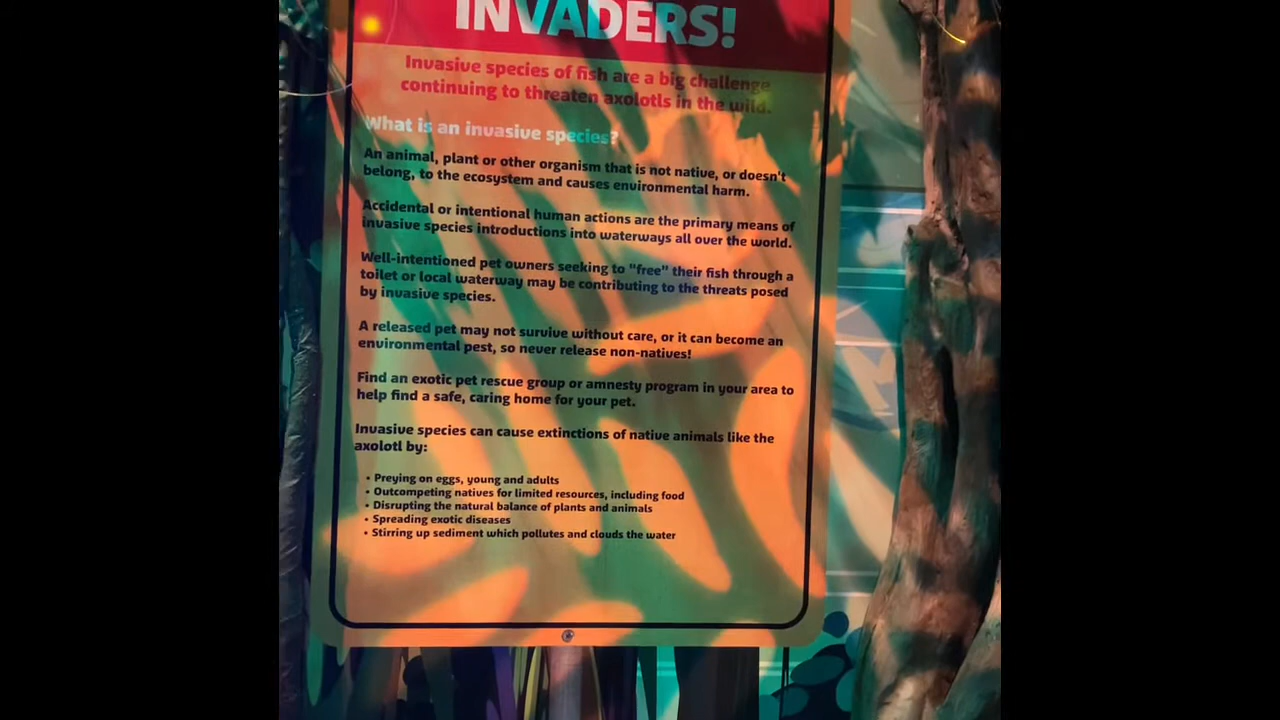 INVADERS!
Invasive species of fish are a big challenge
continuing to threaten axolotls in the wild.
What is an invasive species?
An animal, plant or other organism that is not native, or doesn't
belong, to the ecosystem and causes environmental harm.
Accidental or intentional human actions are the primary means of
invasive species introductions into waterways all over the world.
Well-intentioned pet owners seeking to "free" their fish through a
toilet or local waterway may be contributing to the threats posed
by invasive species.
A released pet may not survive without care, or it can become an
environmental pest, so never release non-natives!
Find an exotic pet rescue group or amnesty program in your area to
help find a safe, caring home for your pet.
Invasive species can cause extinctions of native animals like the
axolotl by:
• Preying on eggs, young and adults
• Outcompeting natives for limited resources, including food
• Disrupting the natural balance of plants and animals
• Spreading exotic diseases
• Stirring up sediment which pollutes and clouds the water